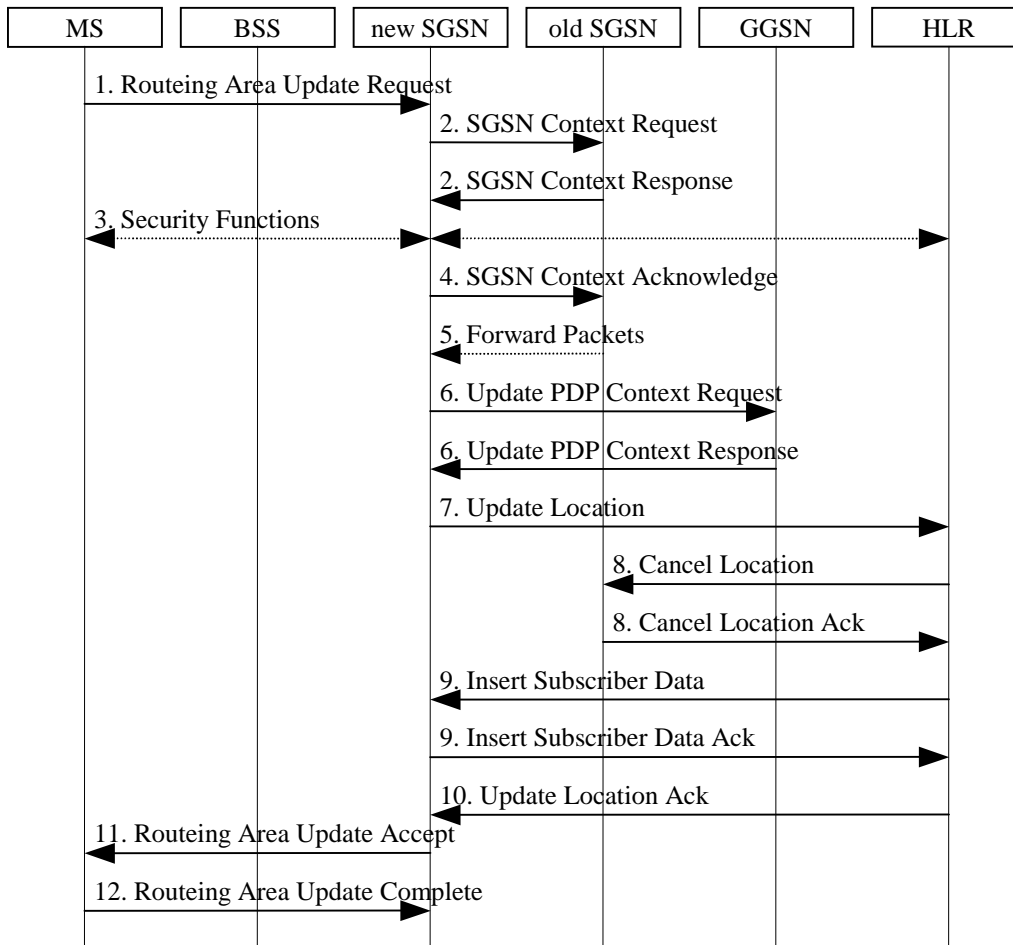 MS
BSS
new SGSN
old SGSN
GGSN
HLR
1. Routeing Area Update Request
2. SGSN Context Request
2. SGSN Context Response
3. Security Functions
4. SGSN Context Acknowledge
5. Forward Packets
6. Update PDP Context Request
6. Update PDP Context Response
7. Update Location
8. Cancel Location
8. Cancel Location Ack
9. Insert Subscriber Data
9. Insert Subscriber Data Ack
10. Update Location Ack
11. Routeing Area Update Accept
12. Routeing Area Update Complete